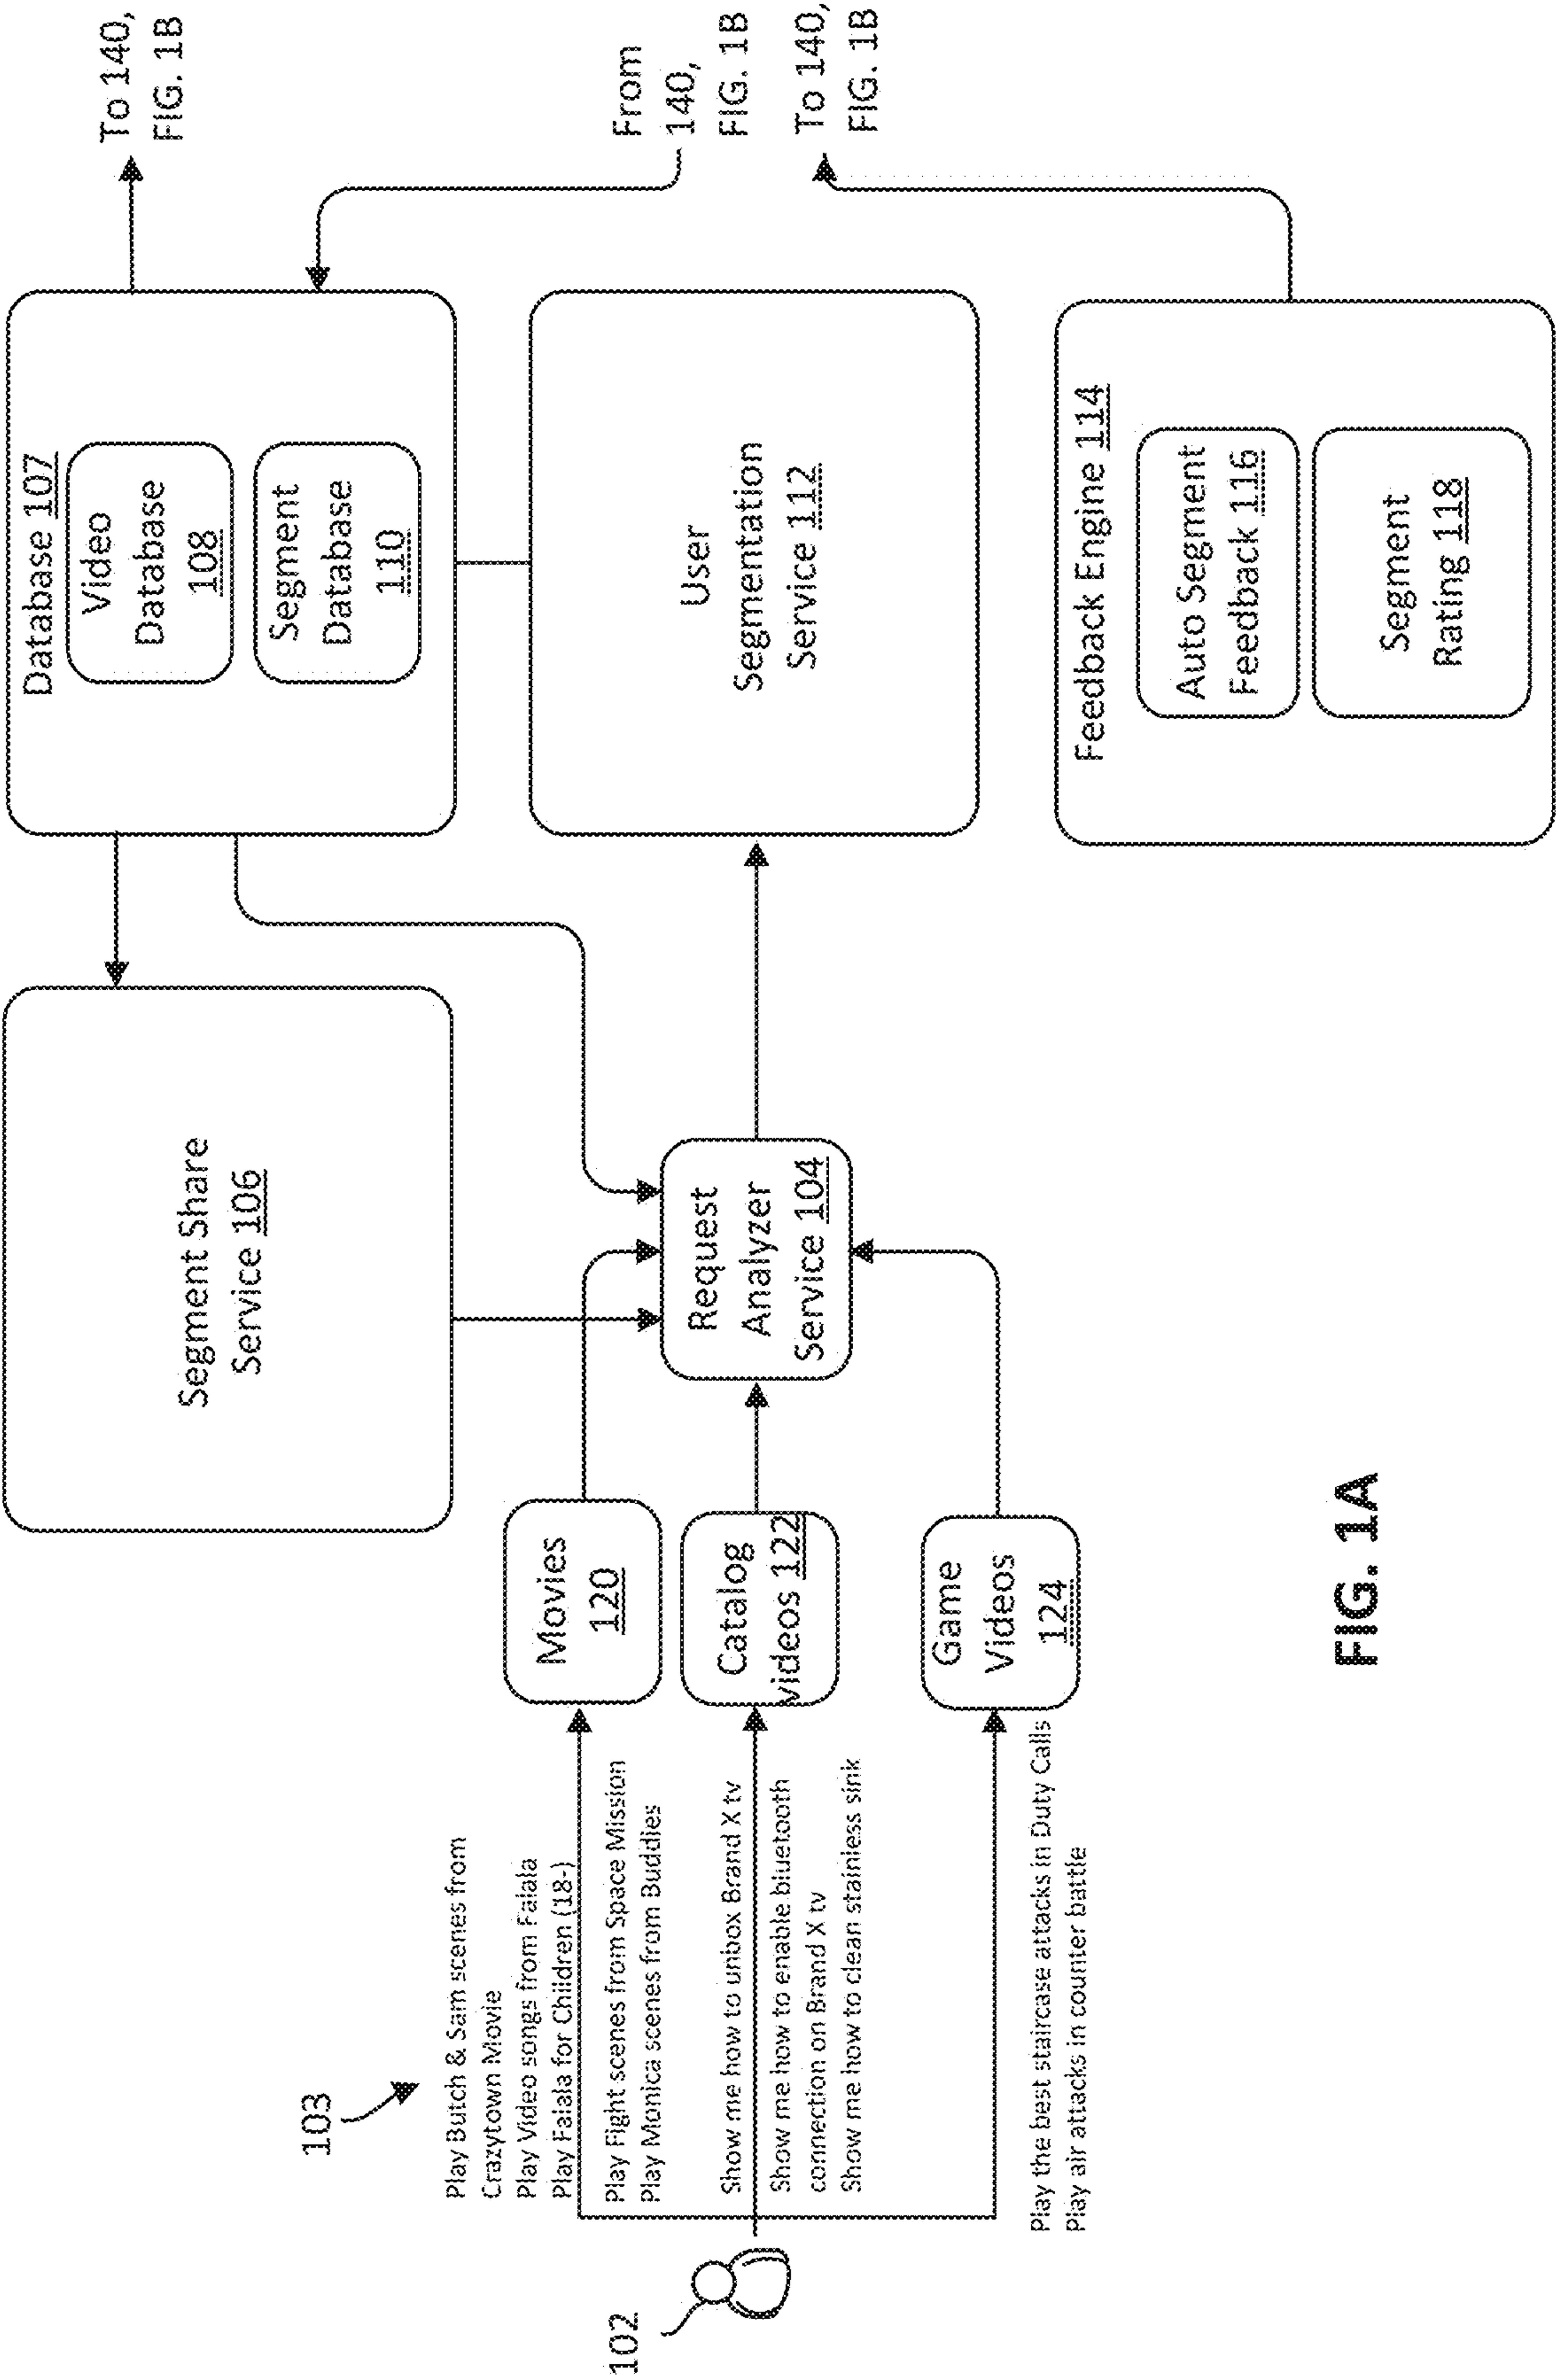 To 140,
FIG. 1B
From
140,
FIG. 1B
To 140,
FIG. 1B
Database 107
Video
Database
108
Segment
Database
110
User
Segmentation
Service 112
Feedback Engine 114
Auto Segment
Feedback 116
Segment
Rating 118
Segment Share
Service 106
Request
Analyzer
Service 104
Movies
120
Catalog
videos 122
Game
Videos
124
103
Play Butch & Sam scenes from
Crazytown Movie
Play Video songs from Falala
Play Falala for Children (18-)
Play Fight scenes from Space Mission
Play Monica scenes from Buddies
Show me how to unbox Brand X tv
Show me how to enable bluetooth
connection on Brand X tv
Show me how to clean stainless sink
Play the best staircase attacks in Duty Calls
Play air attacks in counter battle
102
FIG. 1A